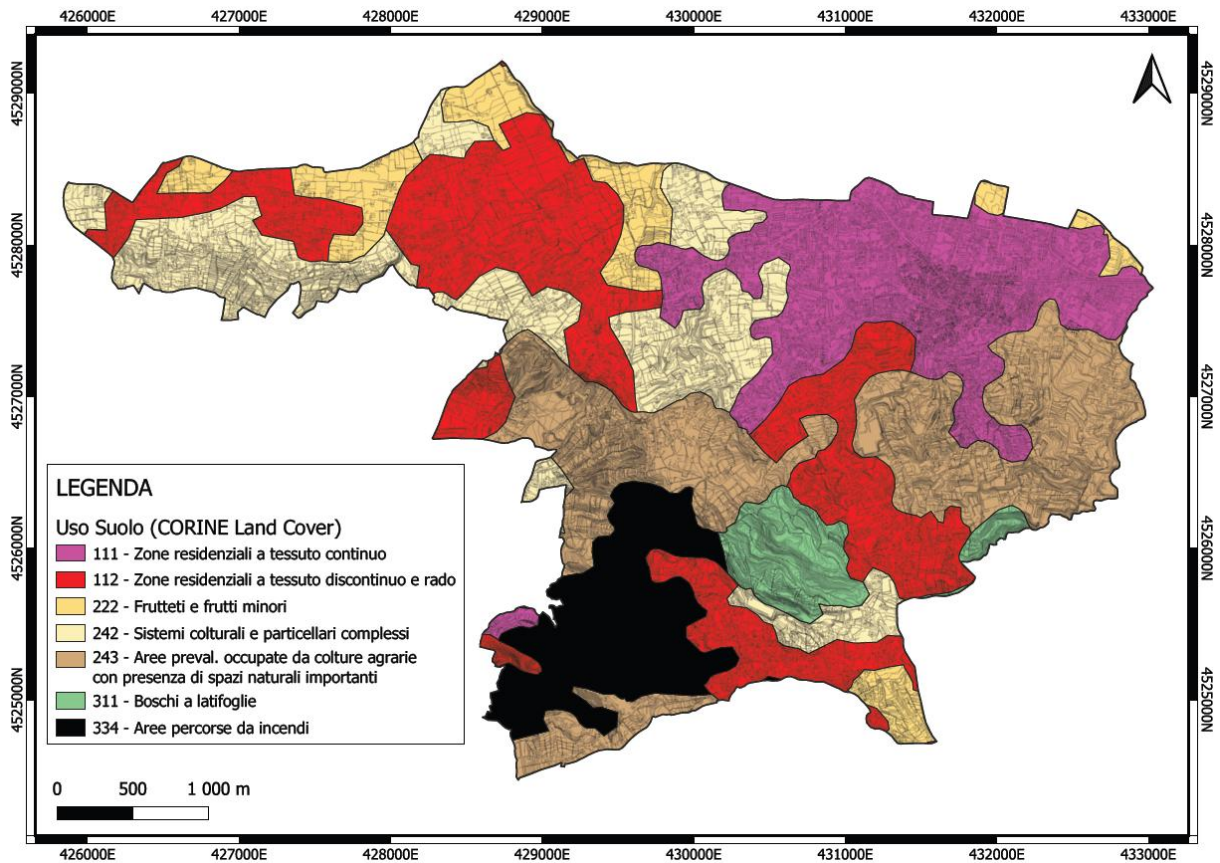 426000E 427000E 428000E 429000E 430000E 431000E 432000E 433000E
4529000N 4529000N
4528000N 4528000N
4527000N 4527000N
4526000N 4526000N
4525000N 4525000N
LEGENDA
Uso Suolo (CORINE Land Cover)
111 - Zone residenziali a tessuto continuo
112 - Zone residenziali a tessuto discontinuo e rado
222 - Frutteti e frutti minori
242 - Sistemi colturali e particellari complessi
243 - Aree preval. occupate da colture agrarie
con presenza di spazi naturali importanti
311 - Boschi a latifoglie
334 - Aree percorse da incendi
0 500 1 000 m
426000E 427000E 428000E 429000E 430000E 431000E 432000E 433000E